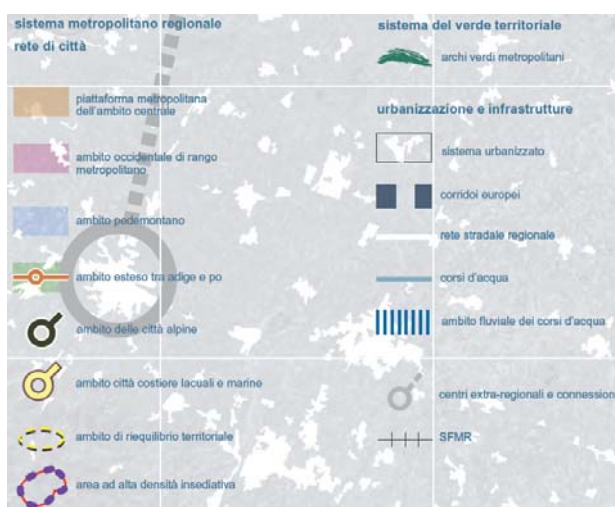 sistema metropolitano regionale
rete di città
piattaforma metropolitana
dell'ambito centrale
ambito occidentale di rango
metropolitano
ambito pedemontano
ambito esteso tra adige e po
ambito delle città alpine
ambito città costiere lacuali e marine
ambito di riequilibrio territoriale
area ad alta densità insediativa
sistema del verde territoriale
archi verdi metropolitani
urbanizzazione e infrastrutture
sistema urbanizzato
corridoi europei
rete stradale regionale
corsi d'acqua
ambito fluviale dei corsi d'acqua
centri extra-regionali e connession
SFMR